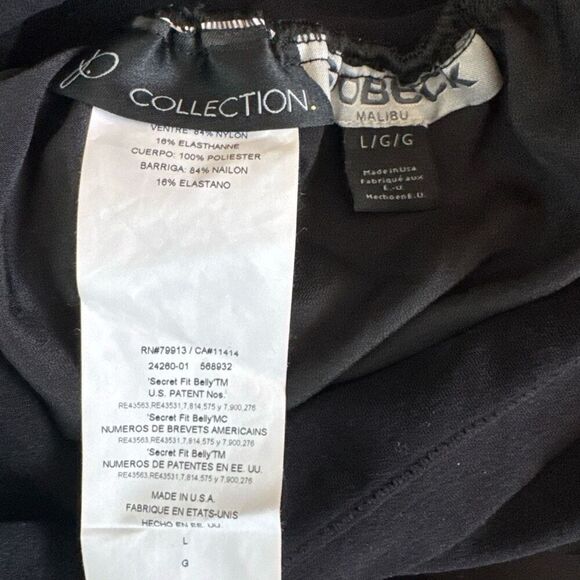 COLLECTION.
MALIBU
L/G/G
Made in Usa
Fabriqué aux
E.-U.
Hecho en E.U.
VENTRE: 84% NYLON
16% ELASTHANNE
CUERPO: 100% POLIESTER
BARRIGA: 84% NAILON
16% ELASTANO
RN#79913 / CA#11414
24260-01 568932
'Secret Fit Belly'TM
U.S. PATENT Nos.'
RE43563,RE43531,7,814,575 y 7,900,276
'Secret Fit Belly'MC
NUMEROS DE BREVETS AMERICAINS
RE43563,RE43531,7,814,575 y 7,900,276
'Secret Fit Belly'TM
NUMEROS DE PATENTES EN EE. UU.
RE43563,RE43531,7,814,575 y 7,900,276
MADE IN U.S.A.
FABRIQUE EN ETATS-UNIS
HECHO EN EE.UU
L
G